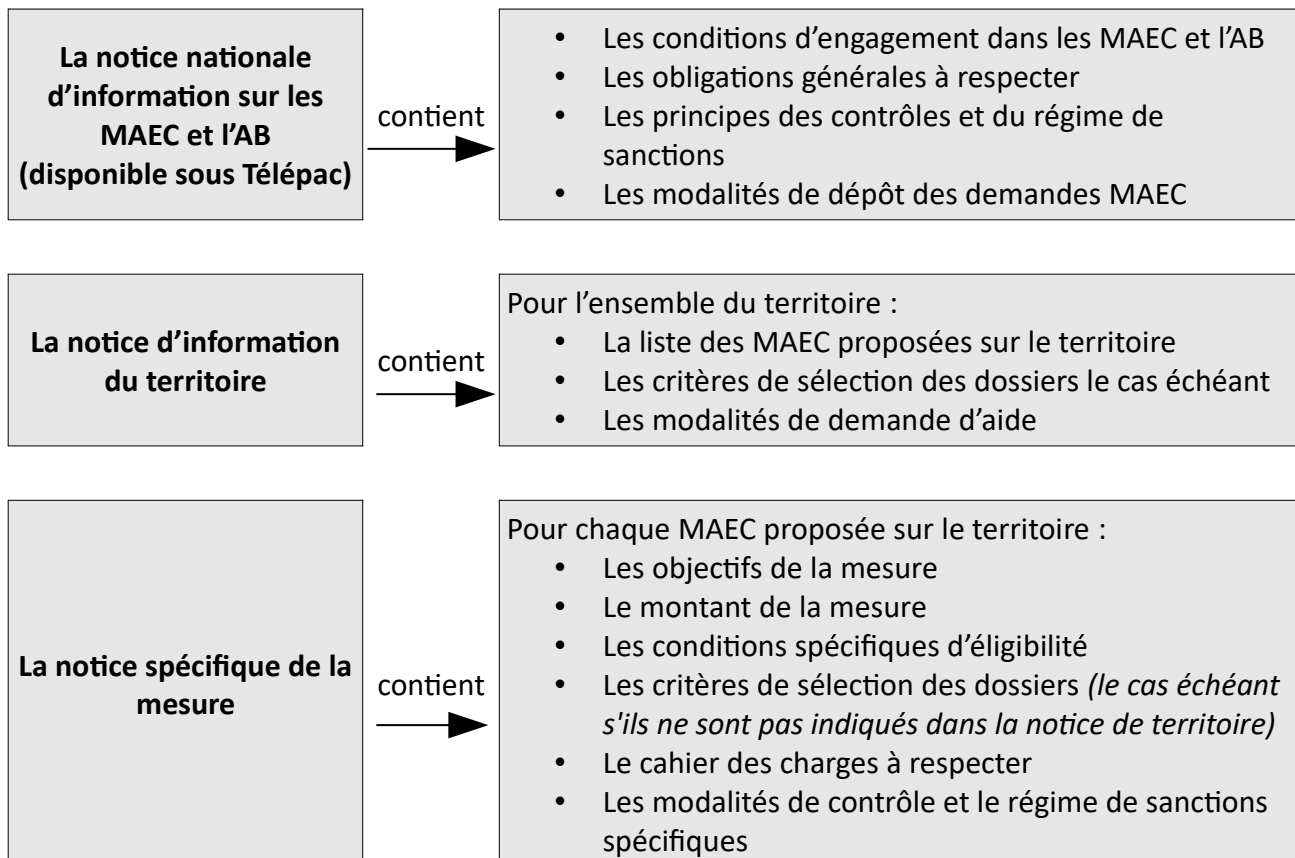 La notice nationale
d’information sur les
MAEC et l’AB
(disponible sous Télépac)
contient
• Les conditions d’engagement dans les MAEC et l’AB
• Les obligations générales à respecter
• Les principes des contrôles et du régime de
sanctions
• Les modalités de dépôt des demandes MAEC
La notice d’information
du territoire
contient
Pour l’ensemble du territoire :
• La liste des MAEC proposées sur le territoire
• Les critères de sélection des dossiers le cas échéant
• Les modalités de demande d’aide
La notice spécifique de la
mesure
contient
Pour chaque MAEC proposée sur le territoire :
• Les objectifs de la mesure
• Le montant de la mesure
• Les conditions spécifiques d’éligibilité
• Les critères de sélection des dossiers (le cas échéant
s'ils ne sont pas indiqués dans la notice de territoire)
• Le cahier des charges à respecter
• Les modalités de contrôle et le régime de sanctions
spécifiques